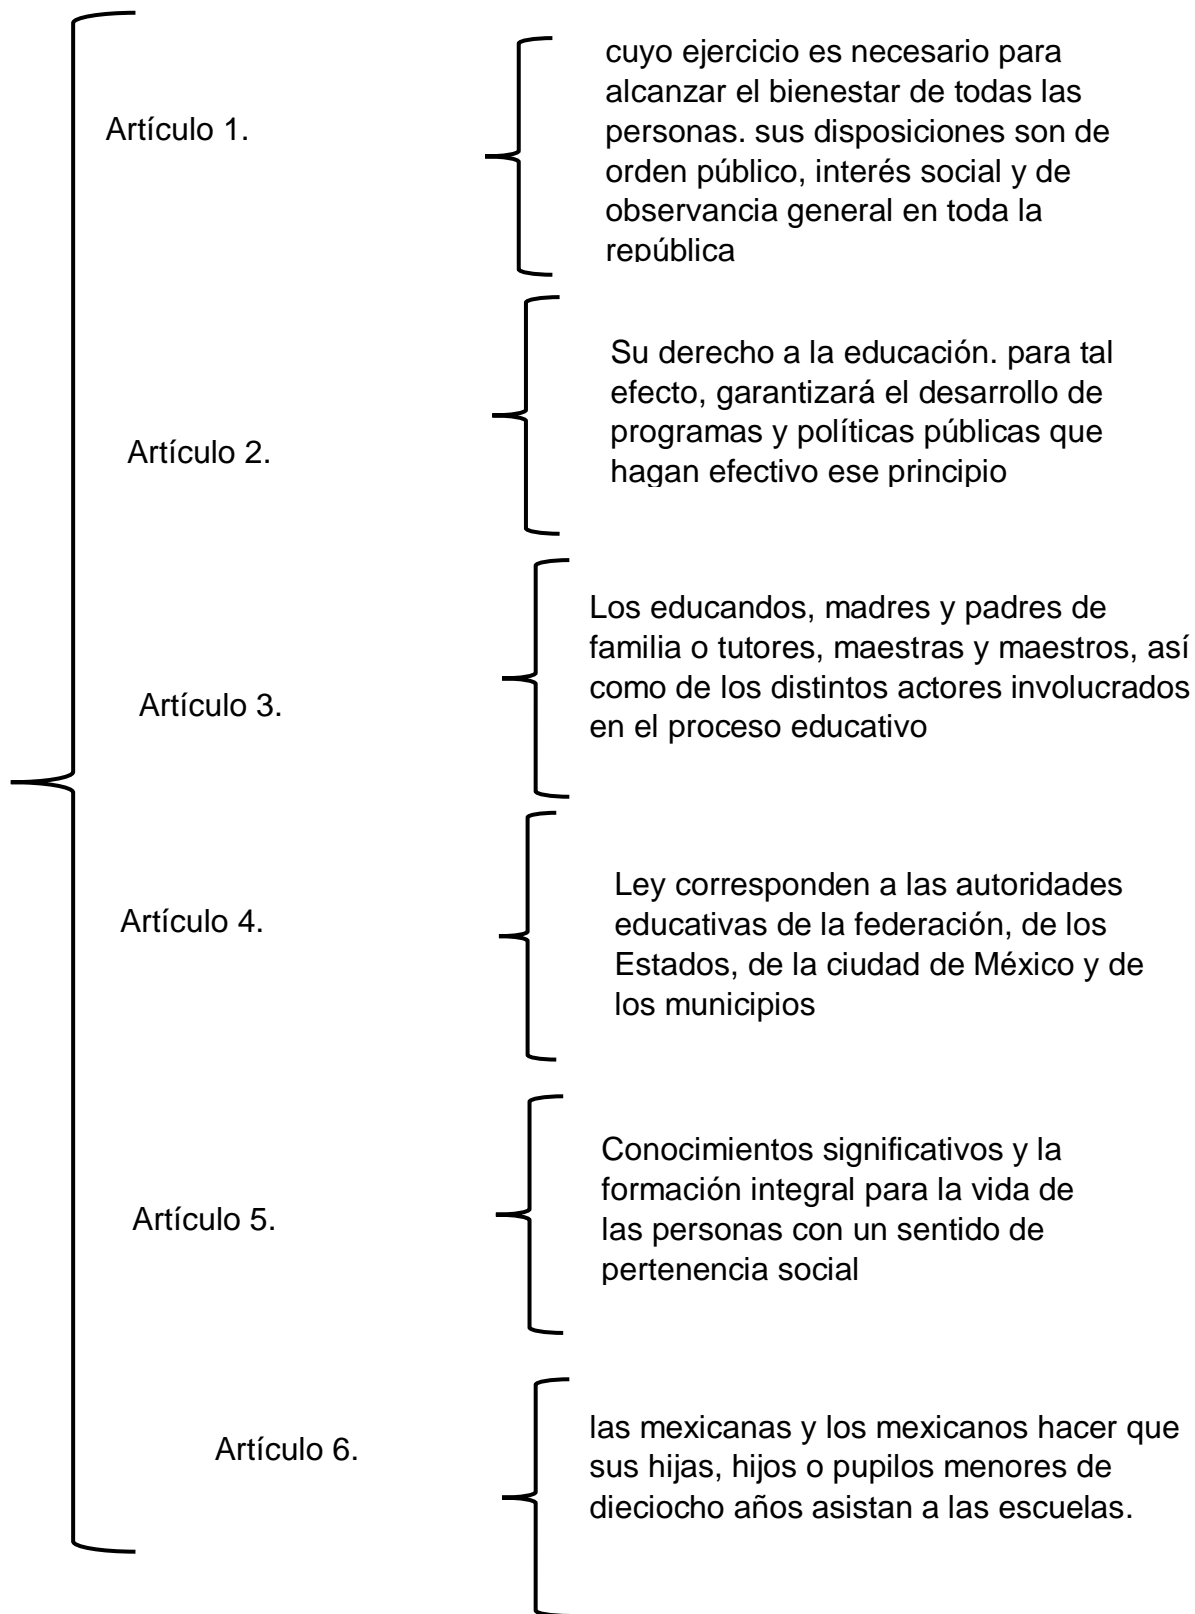 Artículo 1.
cuyo ejercicio es necesario para
alcanzar el bienestar de todas las
personas. sus disposiciones son de
orden público, interés social y de
observancia general en toda la
república
Artículo 2.
Su derecho a la educación. para tal
efecto, garantizará el desarrollo de
programas y políticas públicas que
hagan efectivo ese principio
Artículo 3.
Los educandos, madres y padres de
familia o tutores, maestras y maestros, así
como de los distintos actores involucrados
en el proceso educativo
Artículo 4.
Ley corresponden a las autoridades
educativas de la federación, de los
Estados, de la ciudad de México y de
los municipios
Artículo 5.
Conocimientos significativos y la
formación integral para la vida de
las personas con un sentido de
pertenencia social
Artículo 6.
las mexicanas y los mexicanos hacer que
sus hijas, hijos o pupilos menores de
dieciocho años asistan a las escuelas.